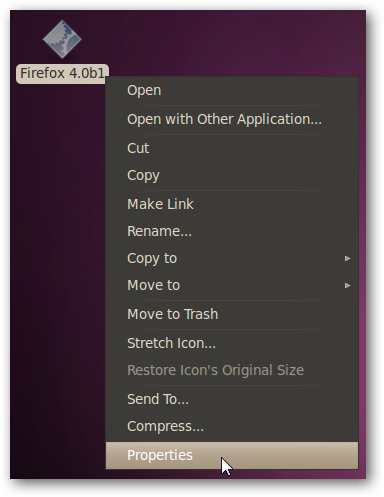 Firefox 4.0b1
Open
Open with Other Application...
Cut
Copy
Make Link
Rename...
Copy to
Move to
Move to Trash
Stretch Icon...
Restore Icon's Original Size
Send To...
Compress...
Properties